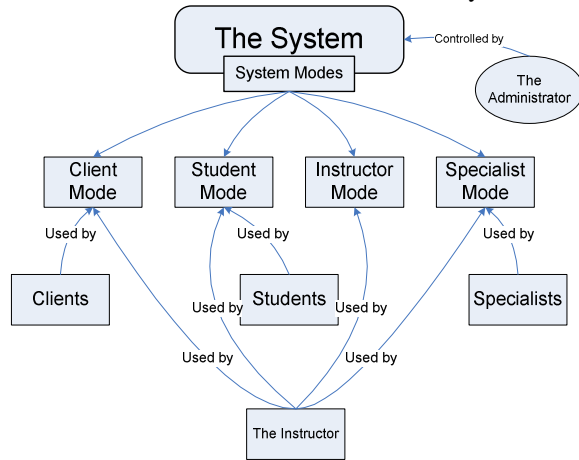 The System
System Modes
Controlled by
The
Administrator
Client
Mode
Student
Mode
Instructor
Mode
Specialist
Mode
Used by
Used by
Used by
Clients
Students
Specialists
Used by
Used by
Used by
Used by
The Instructor